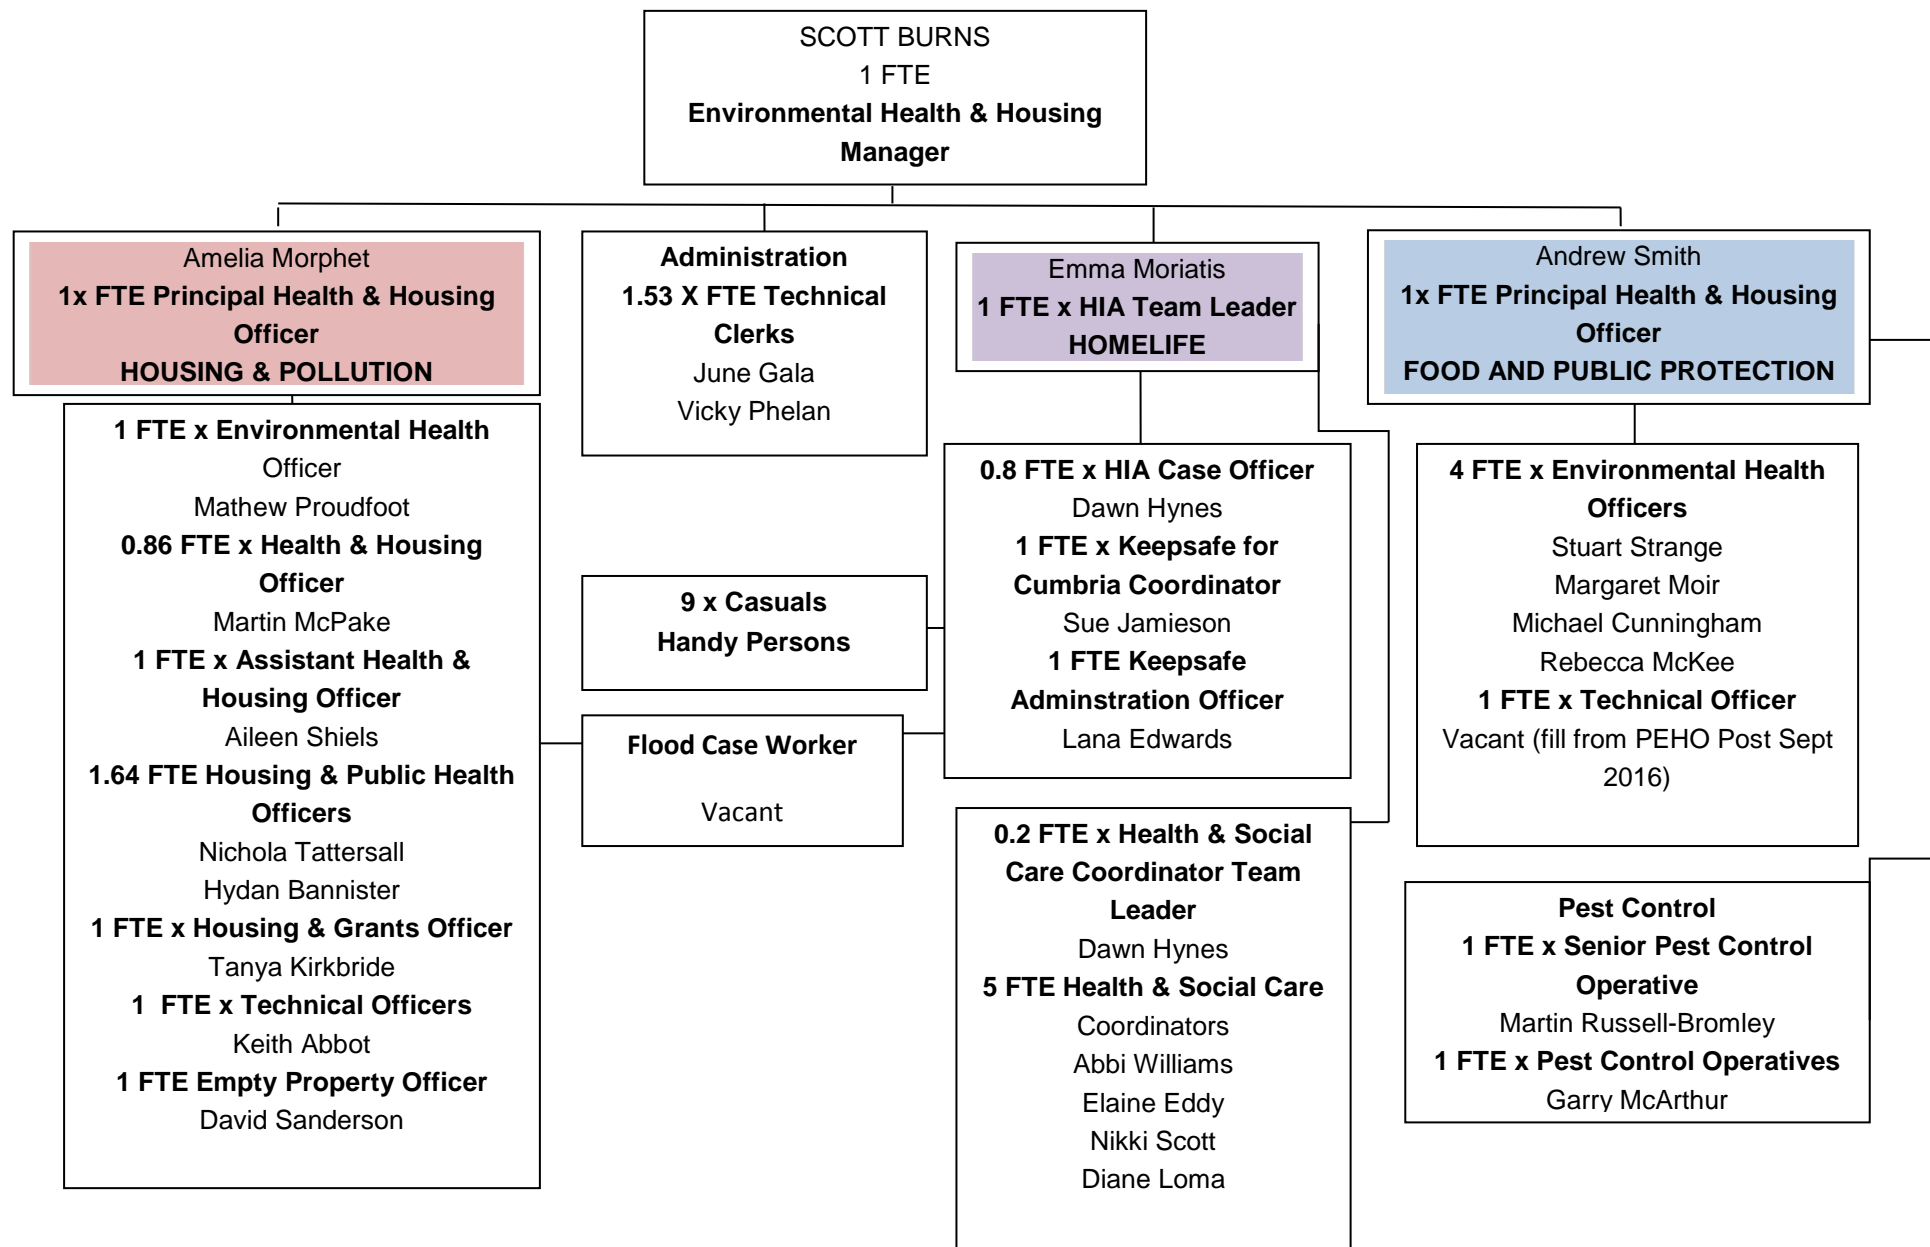 SCOTT BURNS
1 FTE
Environmental Health & Housing
Manager
Amelia Morphet
1x FTE Principal Health & Housing
Officer
HOUSING & POLLUTION
Administration
1.53 X FTE Technical
Clerks
June Gala
Vicky Phelan
Emma Moriatis
1 FTE x HIA Team Leader
HOMELIFE
Andrew Smith
1x FTE Principal Health & Housing
Officer
FOOD AND PUBLIC PROTECTION
1 FTE x Environmental Health
Officer
Mathew Proudfoot
0.86 FTE x Health & Housing
Officer
Martin McPake
1 FTE x Assistant Health &
Housing Officer
Aileen Shiels
1.64 FTE Housing & Public Health
Officers
Nichola Tattersall
Hydan Bannister
1 FTE x Housing & Grants Officer
Tanya Kirkbride
1  FTE x Technical Officers
Keith Abbot
1 FTE Empty Property Officer
David Sanderson
9 x Casuals
Handy Persons
Flood Case Worker
Vacant
0.8 FTE x HIA Case Officer
Dawn Hynes
1 FTE x Keepsafe for
Cumbria Coordinator
Sue Jamieson
1 FTE Keepsafe
Adminstration Officer
Lana Edwards
0.2 FTE x Health & Social
Care Coordinator Team
Leader
Dawn Hynes
5 FTE Health & Social Care
Coordinators
Abbi Williams
Elaine Eddy
Nikki Scott
Diane Loma
4 FTE x Environmental Health
Officers
Stuart Strange
Margaret Moir
Michael Cunningham
Rebecca McKee
1 FTE x Technical Officer
Vacant (fill from PEHO Post Sept
2016)
Pest Control
1 FTE x Senior Pest Control
Operative
Martin Russell-Bromley
1 FTE x Pest Control Operatives
Garry McArthur